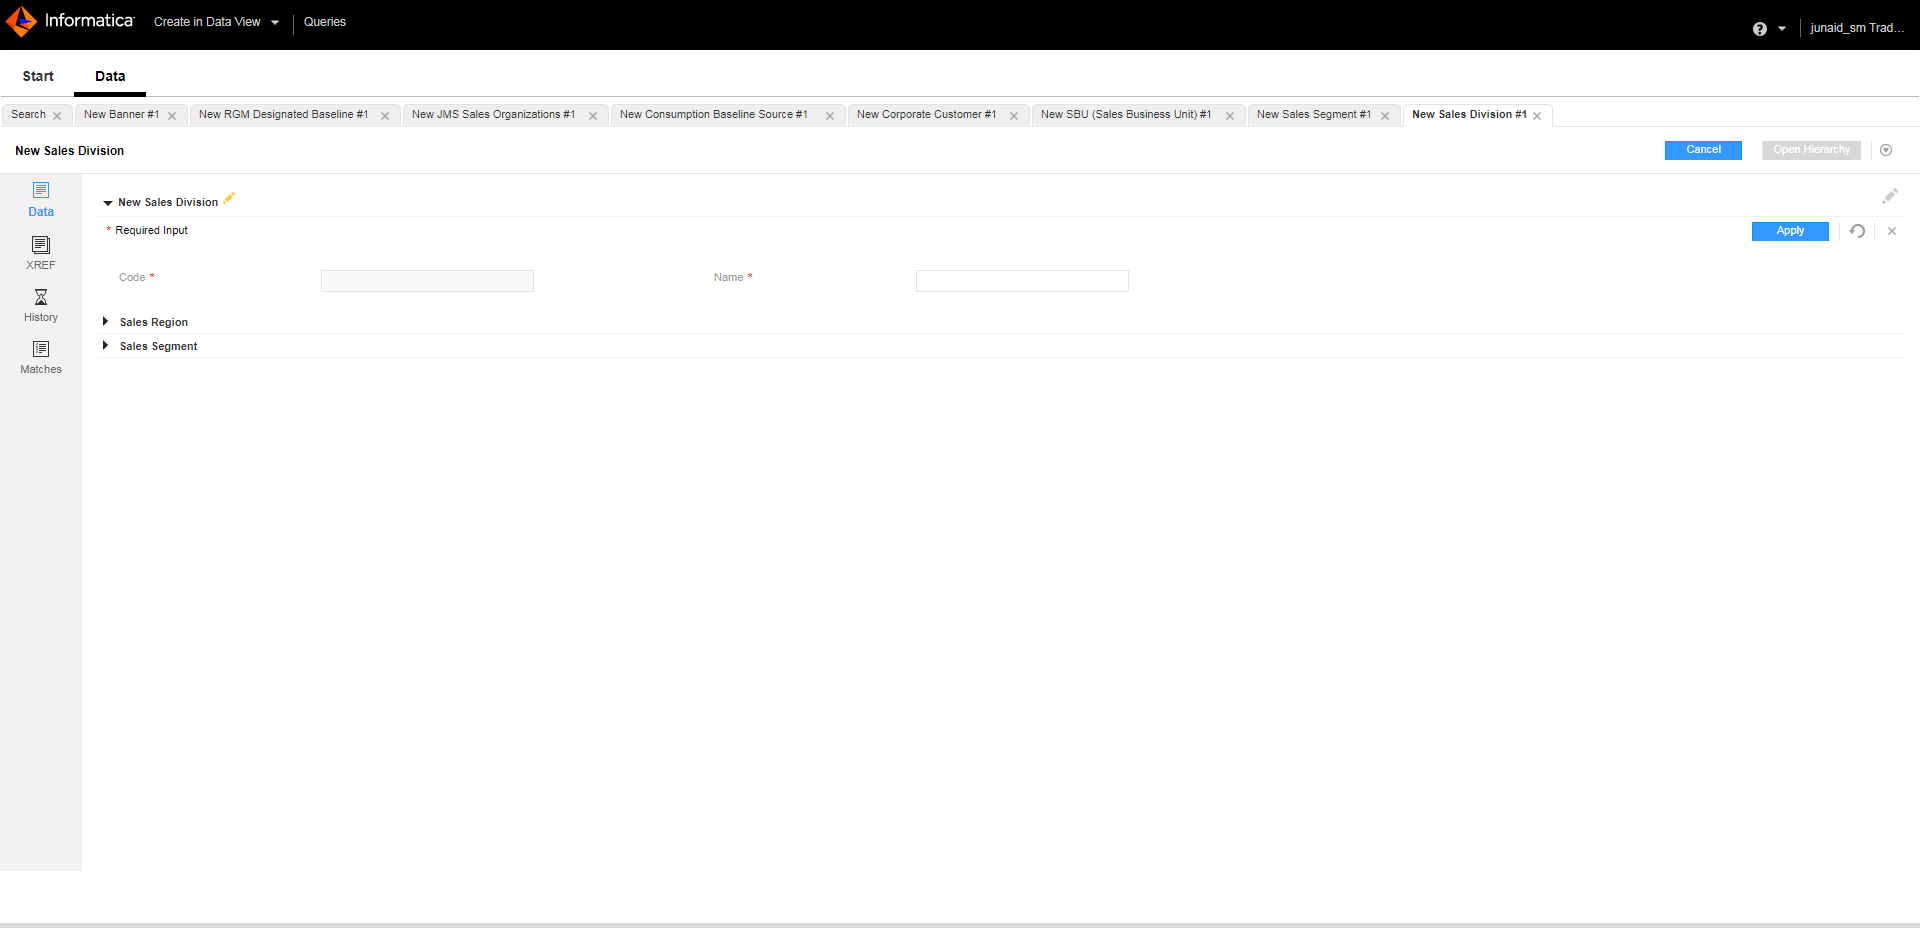 Informatica Create in Data View Queries junaid_sm Trad...
Start Data
Search New Banner #1 New RGM Designated Baseline #1 New JMS Sales Organizations #1 New Consumption Baseline Source #1 New Corporate Customer #1 New SBU (Sales Business Unit) #1 New Sales Segment #1 New Sales Division #1
New Sales Division Cancel Open Hierarchy
Data
New Sales Division
* Required Input Apply
XREF
Code * Name *
History
Sales Region
Sales Segment
Matches